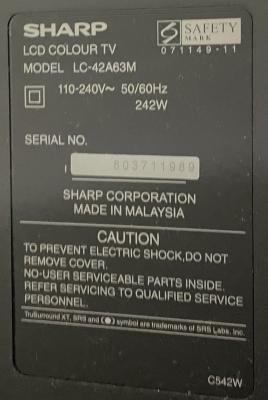 SHARP
LCD COLOUR TV
MODEL LC-42A63M
SAFETY
MARK
071149-11
110-240V~ 50/60Hz
242W
SERIAL NO.
803711989
SHARP CORPORATION
MADE IN MALAYSIA
CAUTION
TO PREVENT ELECTRIC SHOCK,DO NOT
REMOVE COVER.
NO-USER SERVICEABLE PARTS INSIDE.
REFER SERVICING TO QUALIFIED SERVICE
PERSONNEL.
TruSurround XT, SRS and (●) symbol are trademarks of SRS Labs, Inc.
C542W